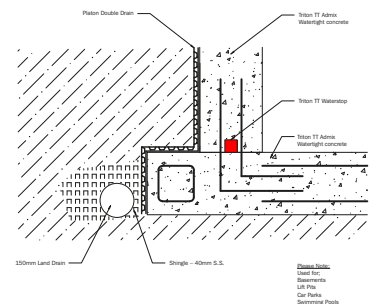 Platon Double Drain
Triton TT Admix
Watertight concrete
Triton TT Waterstop
Triton TT Admix
Watertight concrete
150mm Land Drain
Shingle – 40mm S.S.
Please Note:
Used for;
Basements
Lift Pits
Car Parks
Swimming Pools